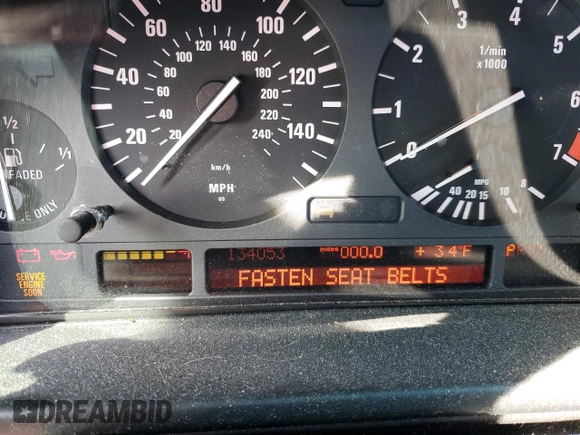 80
60 100
40 120
20 140
100 120 140
80 160
60 180
40 200
20 220
240
km/h
MPH
us
1/min
x1000
0 1 2 3 4 5 6 7
MPG
40 20 15 10 8
1/2
1/1
ONLY
SERVICE
ENGINE
SOON
134053 miles 000.0 + 34°F P
FASTEN SEAT BELTS
DREAMBID